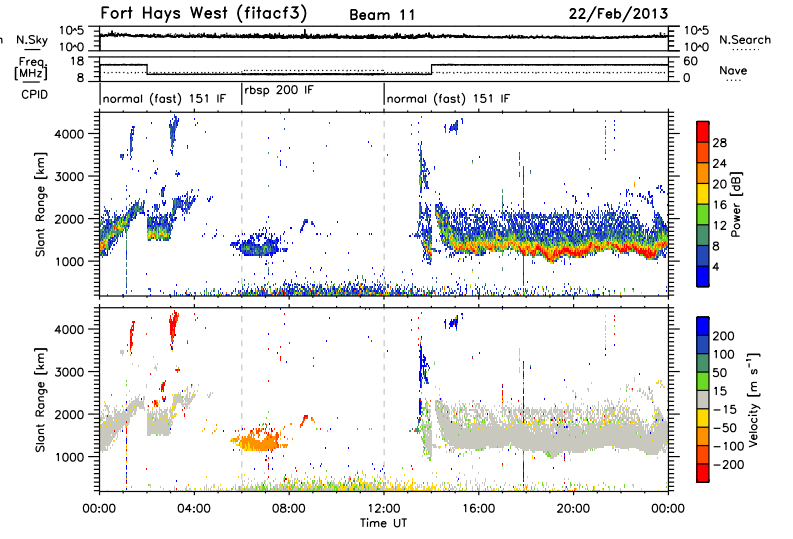 Fort Hays West (fitacf3) Beam 11 22/Feb/2013
N.Sky 10^5 10^0 10^5 10^0 N.Search
Freq. [MHz] 18 8 60 0 Nave
CPID normal (fast) 151 IF rbsp 200 IF normal (fast) 151 IF
Slant Range [km] 4000 3000 2000 1000
28 24 20 16 12 8 4 Power [dB]
Slant Range [km] 4000 3000 2000 1000
200 100 50 15 −15 −50 −100 −200 Velocity [m s⁻¹]
00:00 04:00 08:00 12:00 16:00 20:00 00:00
Time UT